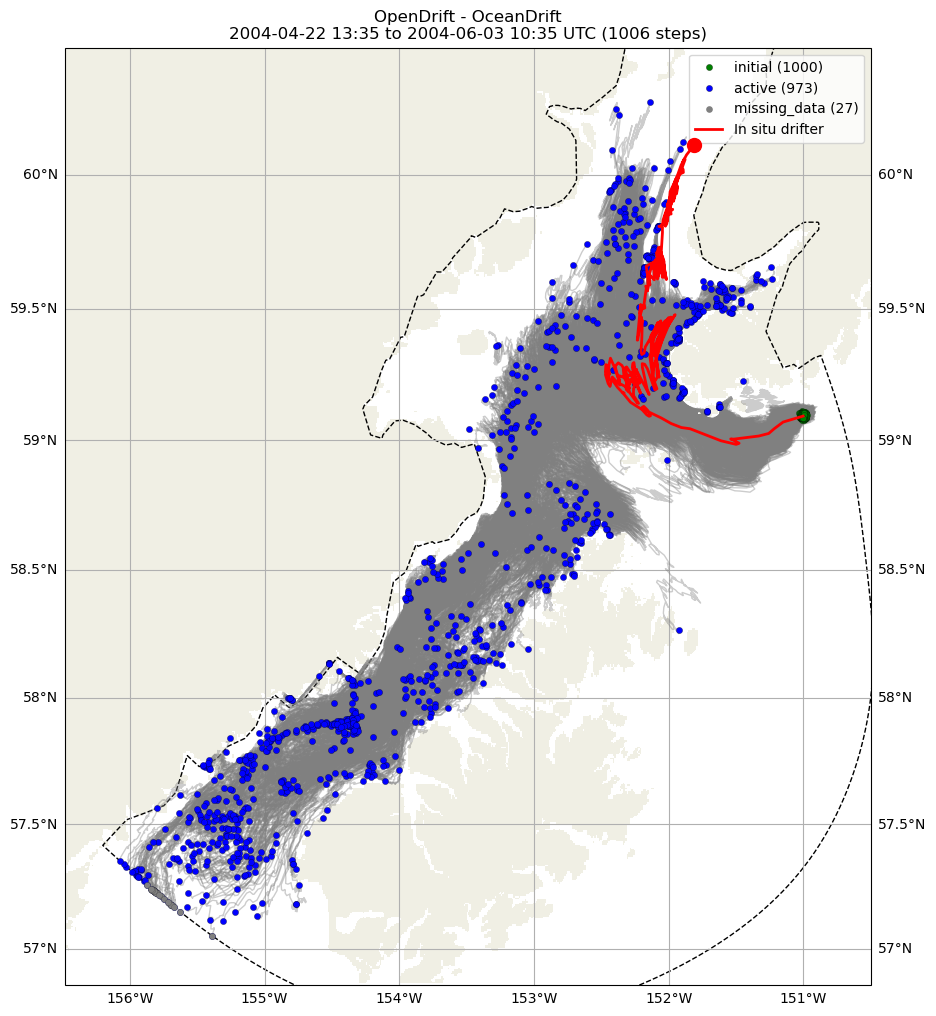 OpenDrift - OceanDrift
2004-04-22 13:35 to 2004-06-03 10:35 UTC (1006 steps)
initial (1000)
active (973)
missing_data (27)
In situ drifter
60°N
60°N
59.5°N
59.5°N
59°N
59°N
58.5°N
58.5°N
58°N
58°N
57.5°N
57.5°N
57°N
57°N
156°W
155°W
154°W
153°W
152°W
151°W